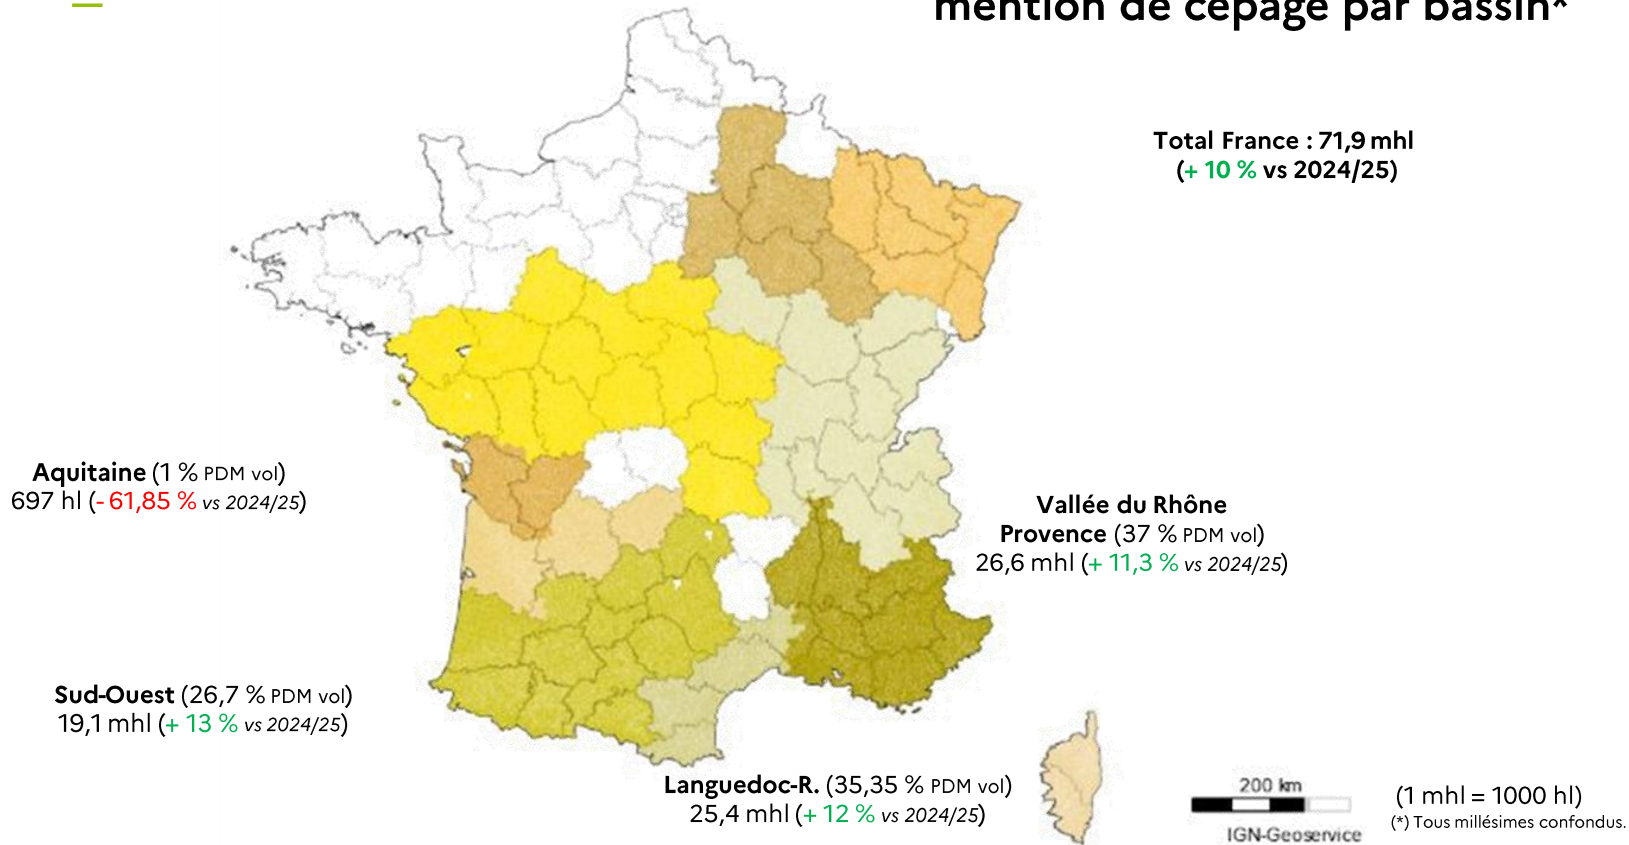 mention de cépage par bassin*
Total France : 71,9 mhl
(+ 10 % vs 2024/25)
Aquitaine (1 % PDM vol)
697 hl (- 61,85 % vs 2024/25)
Vallée du Rhône
Provence (37 % PDM vol)
26,6 mhl (+ 11,3 % vs 2024/25)
Sud-Ouest (26,7 % PDM vol)
19,1 mhl (+ 13 % vs 2024/25)
Languedoc-R. (35,35 % PDM vol)
25,4 mhl (+ 12 % vs 2024/25)
200 km
IGN-Geoservice
(1 mhl = 1000 hl)
(*) Tous millésimes confondus.